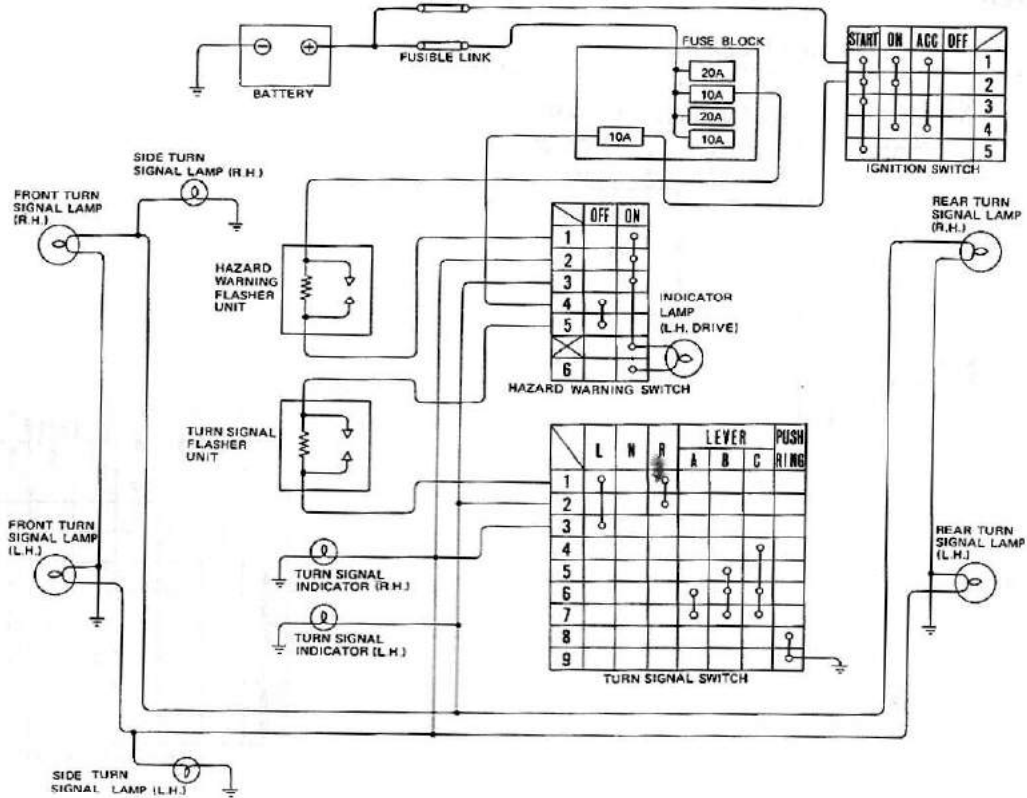 FUSIBLE LINK
BATTERY
FUSE BLOCK
20A
10A
20A
10A
10A
START ON ACC OFF
1
2
3
4
5
IGNITION SWITCH
SIDE TURN
SIGNAL LAMP (R.H.)
FRONT TURN
SIGNAL LAMP
(R.H.)
REAR TURN
SIGNAL LAMP
(R.H.)
HAZARD
WARNING
FLASHER
UNIT
OFF ON
1
2
3
4
5
6
INDICATOR
LAMP
(L.H. DRIVE)
HAZARD WARNING SWITCH
TURN SIGNAL
FLASHER
UNIT
L N R
LEVER
A B C
PUSH
RING
1
2
3
4
5
6
7
8
9
TURN SIGNAL SWITCH
FRONT TURN
SIGNAL LAMP
(L.H.)
REAR TURN
SIGNAL LAMP
(L.H.)
TURN SIGNAL
INDICATOR (R.H.)
TURN SIGNAL
INDICATOR (L.H.)
SIDE TURN
SIGNAL LAMP (L.H.)